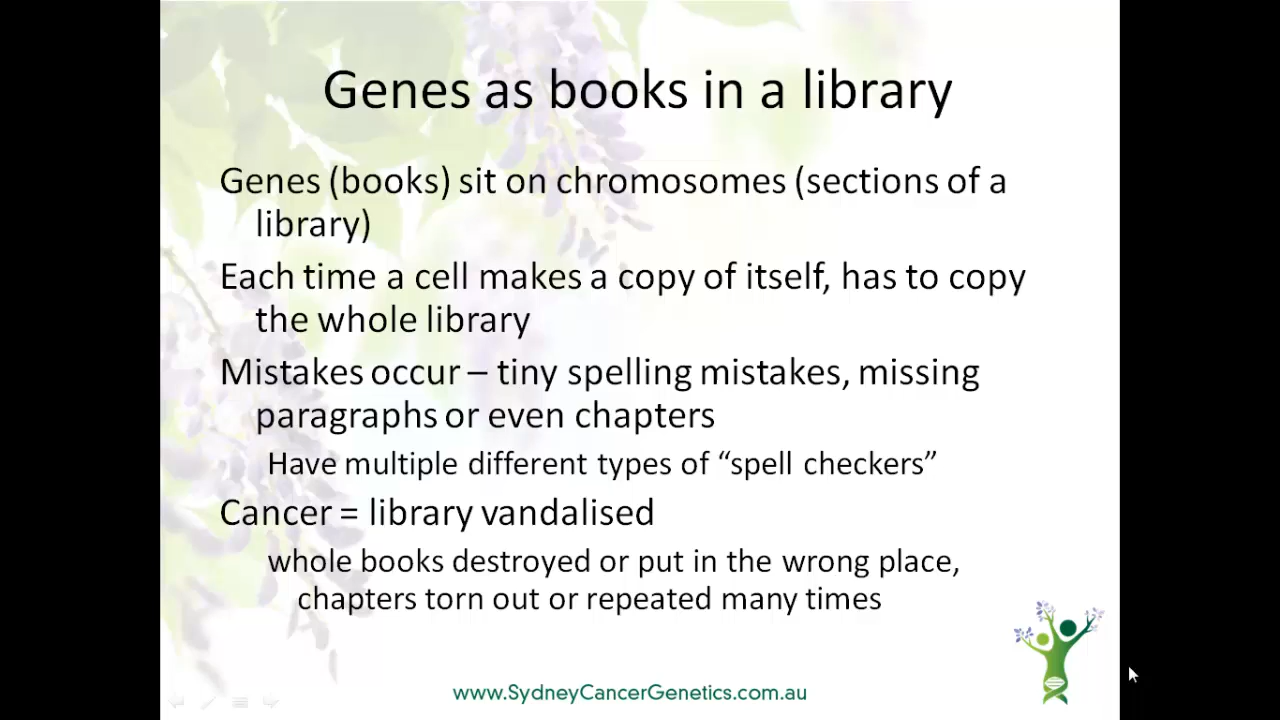 Genes as books in a library
Genes (books) sit on chromosomes (sections of a
library)
Each time a cell makes a copy of itself, has to copy
the whole library
Mistakes occur – tiny spelling mistakes, missing
paragraphs or even chapters
Have multiple different types of “spell checkers”
Cancer = library vandalised
whole books destroyed or put in the wrong place,
chapters torn out or repeated many times
www.SydneyCancerGenetics.com.au